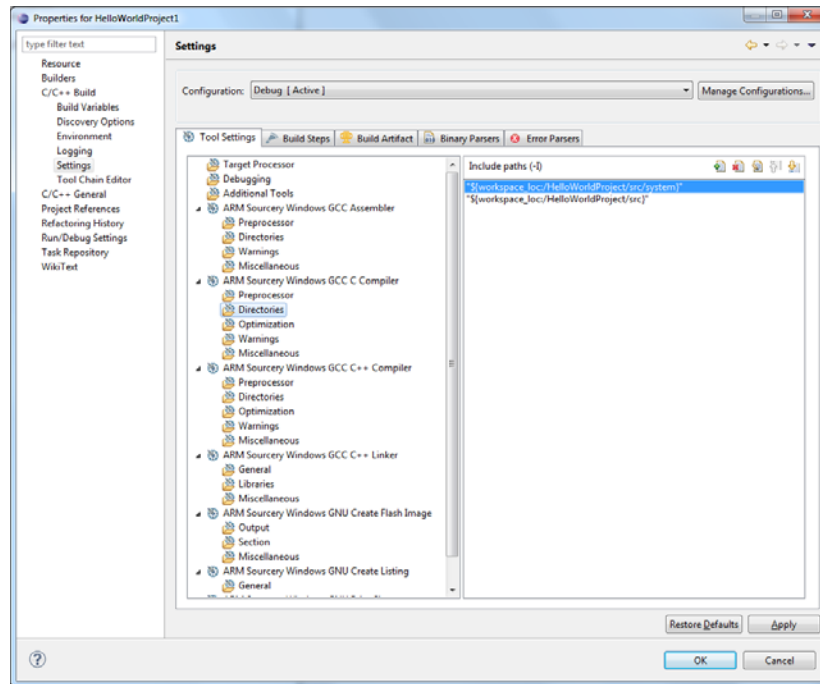 Properties for HelloWorldProject1
type filter text
Resource
Builders
C/C++ Build
Build Variables
Discovery Options
Environment
Logging
Settings
Tool Chain Editor
C/C++ General
Project References
Refactoring History
Run/Debug Settings
Task Repository
WikiText
Settings
Configuration: Debug [ Active ]
Manage Configurations...
Tool Settings
Build Steps
Build Artifact
Binary Parsers
Error Parsers
Target Processor
Debugging
Additional Tools
ARM Sourcery Windows GCC Assembler
Preprocessor
Directories
Warnings
Miscellaneous
ARM Sourcery Windows GCC C Compiler
Preprocessor
Directories
Optimization
Warnings
Miscellaneous
ARM Sourcery Windows GCC C++ Compiler
Preprocessor
Directories
Optimization
Warnings
Miscellaneous
ARM Sourcery Windows GCC C++ Linker
General
Libraries
Miscellaneous
ARM Sourcery Windows GNU Create Flash Image
Output
Section
Miscellaneous
ARM Sourcery Windows GNU Create Listing
General
Include paths (-I)
"${workspace_loc:/HelloWorldProject/src/system}"
"${workspace_loc:/HelloWorldProject/src}"
Restore Defaults
Apply
OK
Cancel